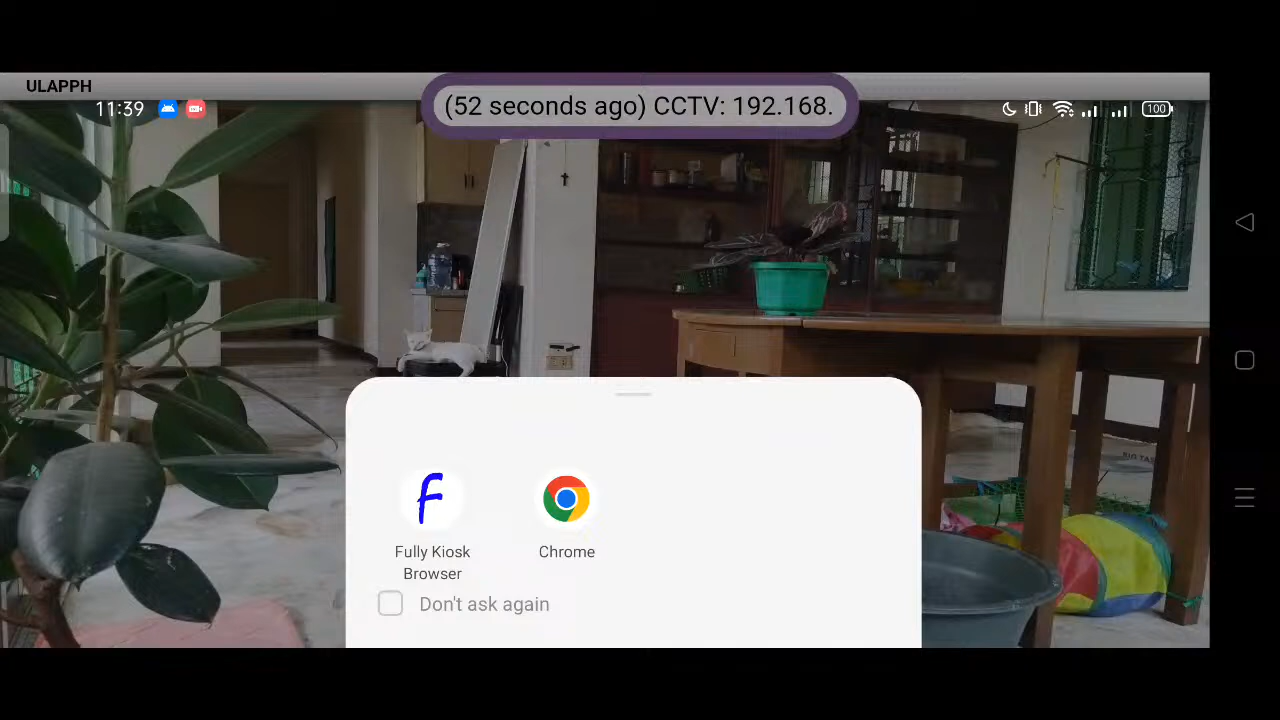 ULAPPH
11:39
(52 seconds ago) CCTV: 192.168.
100
Fully Kiosk
Browser
Chrome
Don't ask again